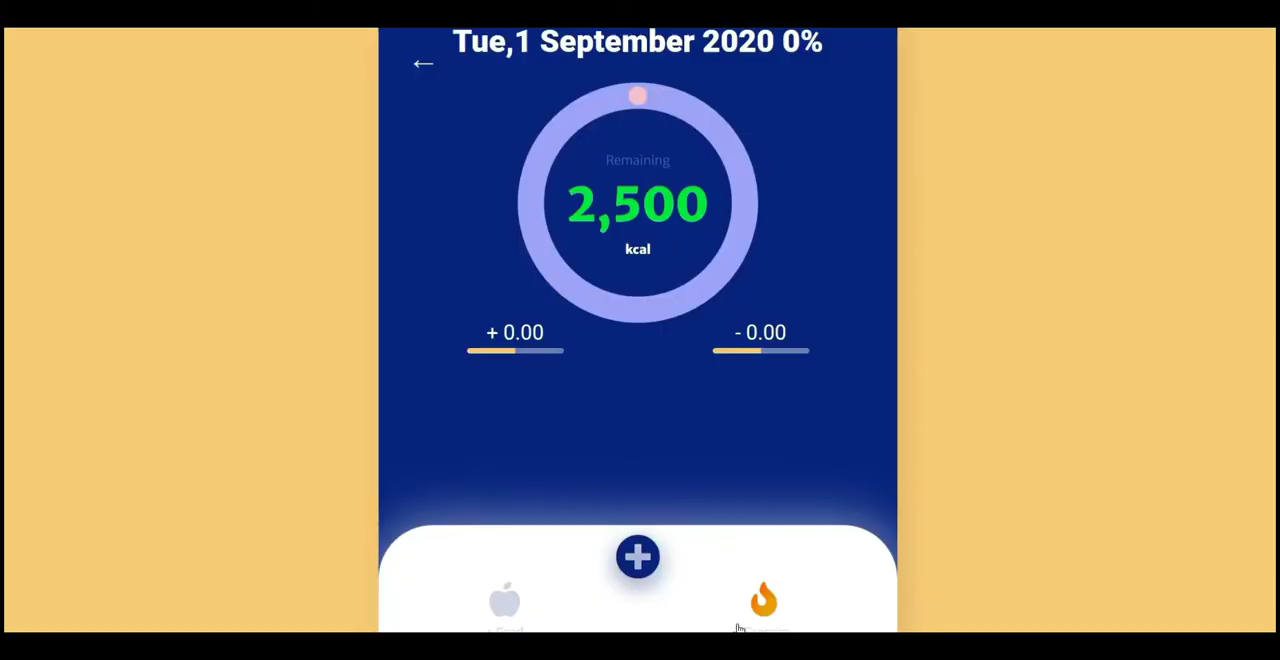 Tue,1 September 2020 0%
←
Remaining
2,500
kcal
+ 0.00
- 0.00